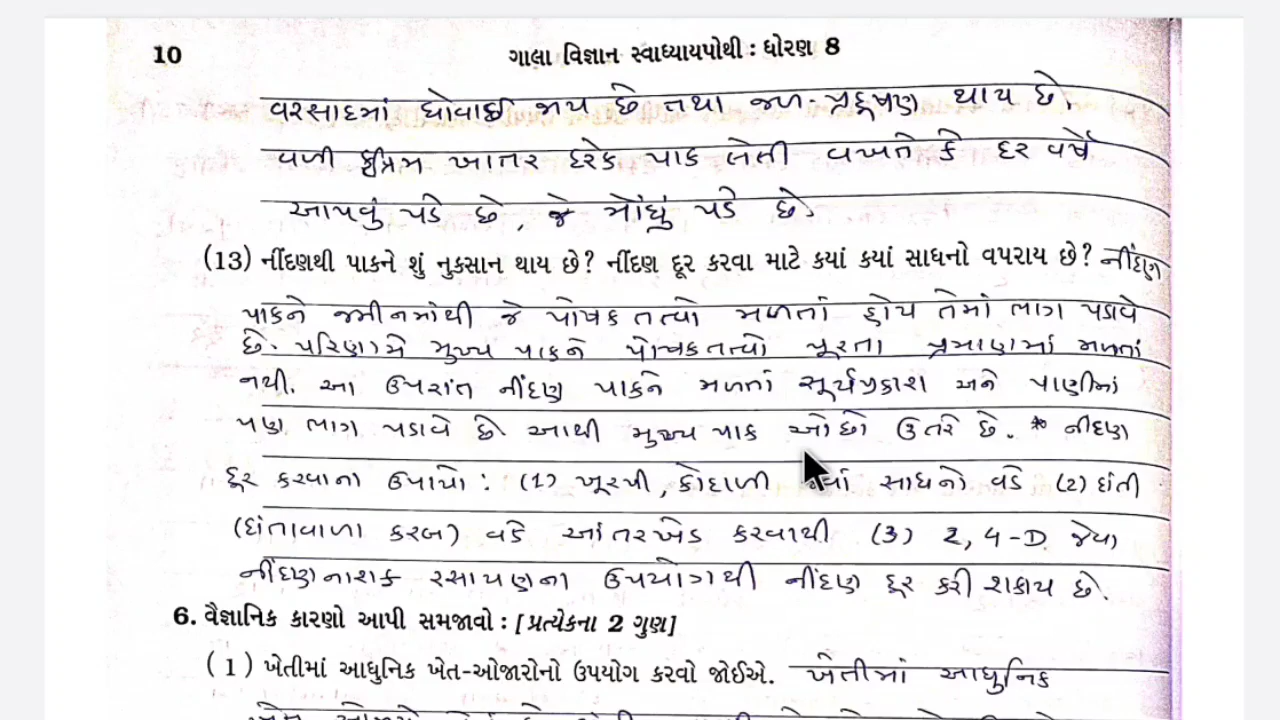 10
ગાલા વિજ્ઞાન સ્વાધ્યાયપોથી : ધોરણ 8
વરસાદમાં ધોવાઈ જાય છે તથા જળ-પ્રદૂષણ થાય છે.
વળી કૃત્રિમ ખાતર દરેક પાક લેતી વખતે કે દર વર્ષે
આપવું પડે છે, જે મોંઘું પડે છે.
(13) નીંદણથી પાકને શું નુકસાન થાય છે? નીંદણ દૂર કરવા માટે કયાં કયાં સાધનો વપરાય છે? નીંદણ
પાકને જમીનમાંથી જે પોષક તત્વો મળતાં હોય તેમાં ભાગ પડાવે
છે. પરિણામે મુખ્ય પાકને પોષક તત્વો પૂરતા પ્રમાણમાં મળતાં
નથી. આ ઉપરાંત નીંદણ પાકને મળતાં સૂર્યપ્રકાશ અને પાણીમાં
પણ ભાગ પડાવે છે. આથી મુખ્ય પાક ઓછો ઉતરે છે. * નીંદણ
દૂર કરવાના ઉપાયો : (1) ખૂરપી, કોદાળી સાધનો વડે (2) દાંતી
(દાંતાવાળા કરબ) વડે આંતરખેડ કરવાથી (3) 2, 4-D જેવા
નીંદણનાશક રસાયણના ઉપયોગથી નીંદણ દૂર કરી શકાય છે.
6. વૈજ્ઞાનિક કારણો આપી સમજાવો : [પ્રત્યેકના 2 ગુણ]
(1) ખેતીમાં આધુનિક ખેત-ઓજારોનો ઉપયોગ કરવો જોઈએ. ખેતીમાં આધુનિક